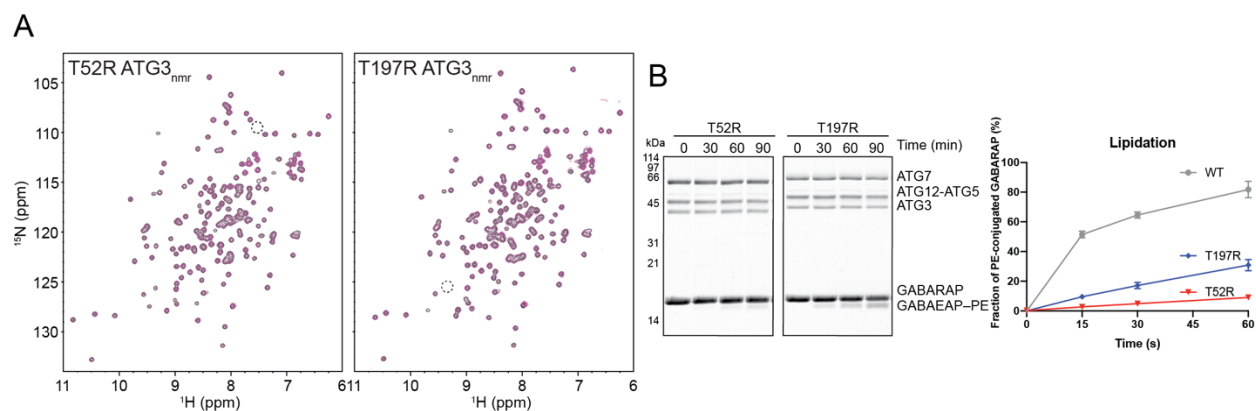 A
T52R ATG3nmr
T197R ATG3nmr
105
110
115
120
125
130
15N (ppm)
11 10 9 8 7 6
11 10 9 8 7 6
1H (ppm)
1H (ppm)
B
T52R T197R
kDa 0 30 60 90 0 30 60 90 Time (min)
114
97
66
45
31
21
14
ATG7
ATG12-ATG5
ATG3
GABARAP
GABAEAP–PE
Lipidation
Fraction of PE-conjugated GABARAP (%)
100
80
60
40
20
0
WT
T197R
T52R
0 15 30 45 60
Time (s)